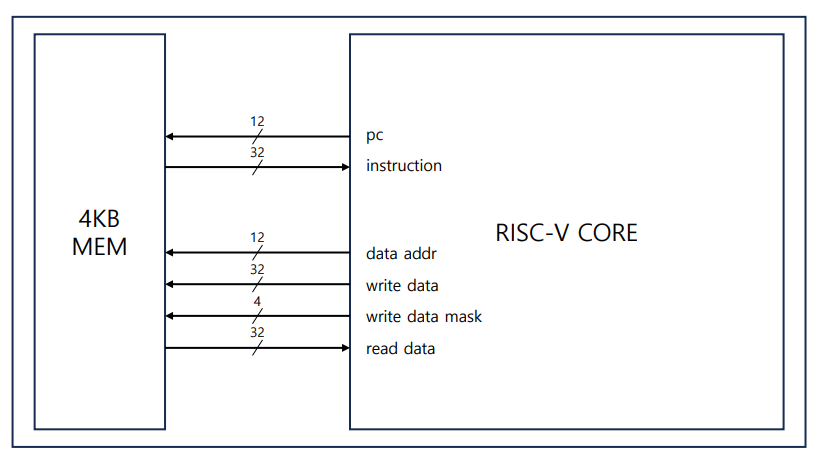 12
pc
32
instruction
4KB
MEM
RISC-V CORE
12
data addr
32
write data
4
write data mask
32
read data